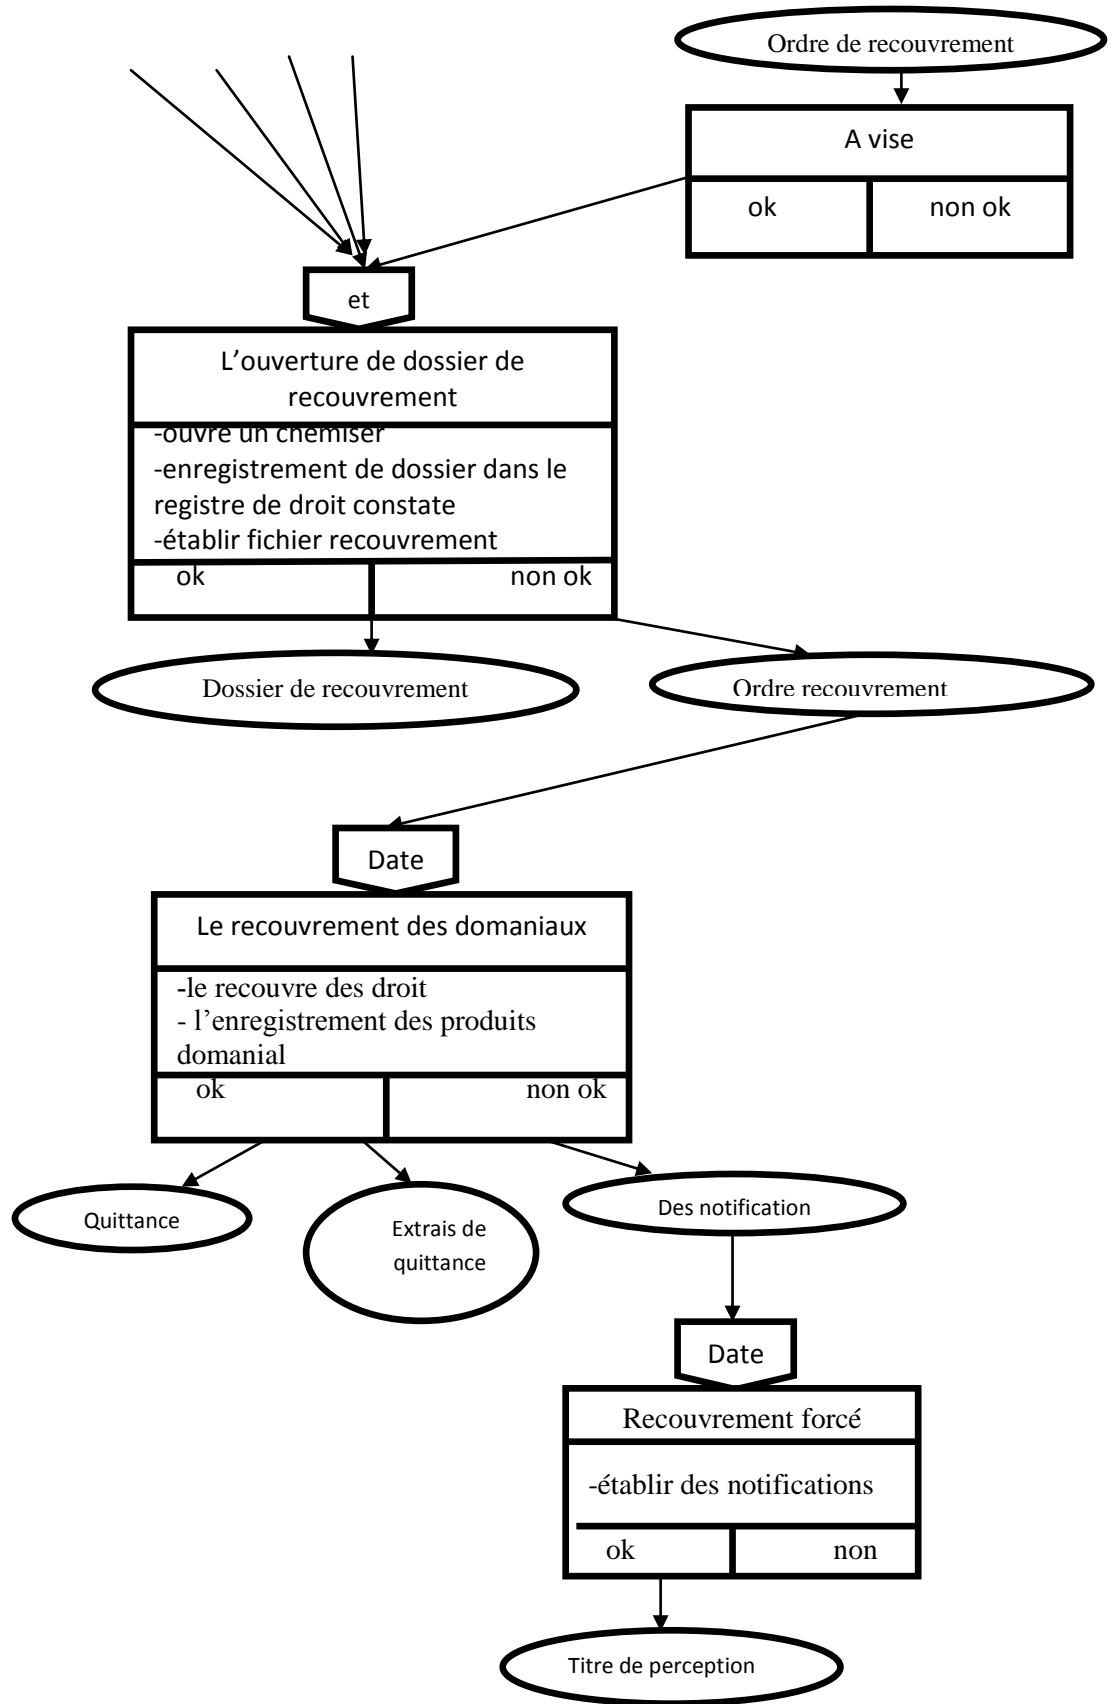 Ordre de recouvrement
A vise
ok non ok
et
L’ouverture de dossier de
recouvrement
-ouvre un chemiser
-enregistrement de dossier dans le
registre de droit constate
-établir fichier recouvrement
ok non ok
Dossier de recouvrement
Ordre recouvrement
Date
Le recouvrement des domaniaux
-le recouvre des droit
- l’enregistrement des produits
domanial
ok non ok
Quittance
Extrais de
quittance
Des notification
Date
Recouvrement forcé
-établir des notifications
ok non
Titre de perception